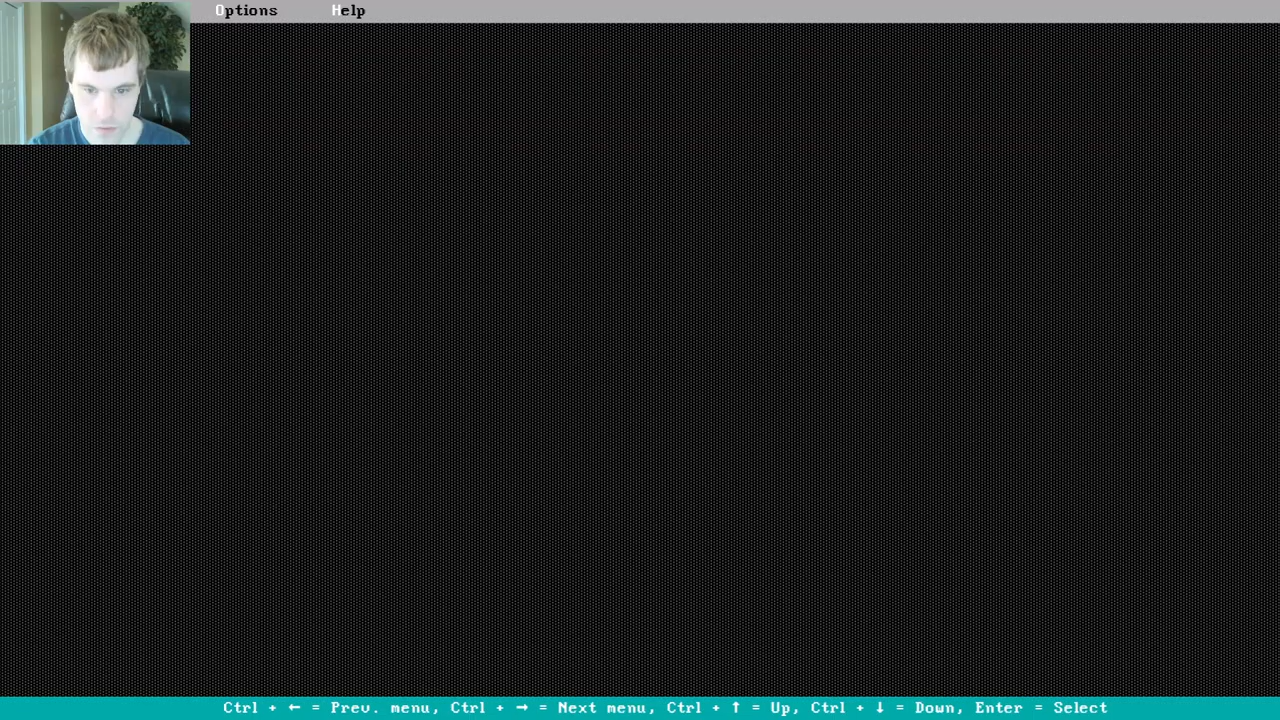 Options Help
Ctrl + ← = Prev. menu, Ctrl + → = Next menu, Ctrl + ↑ = Up, Ctrl + ↓ = Down, Enter = Select